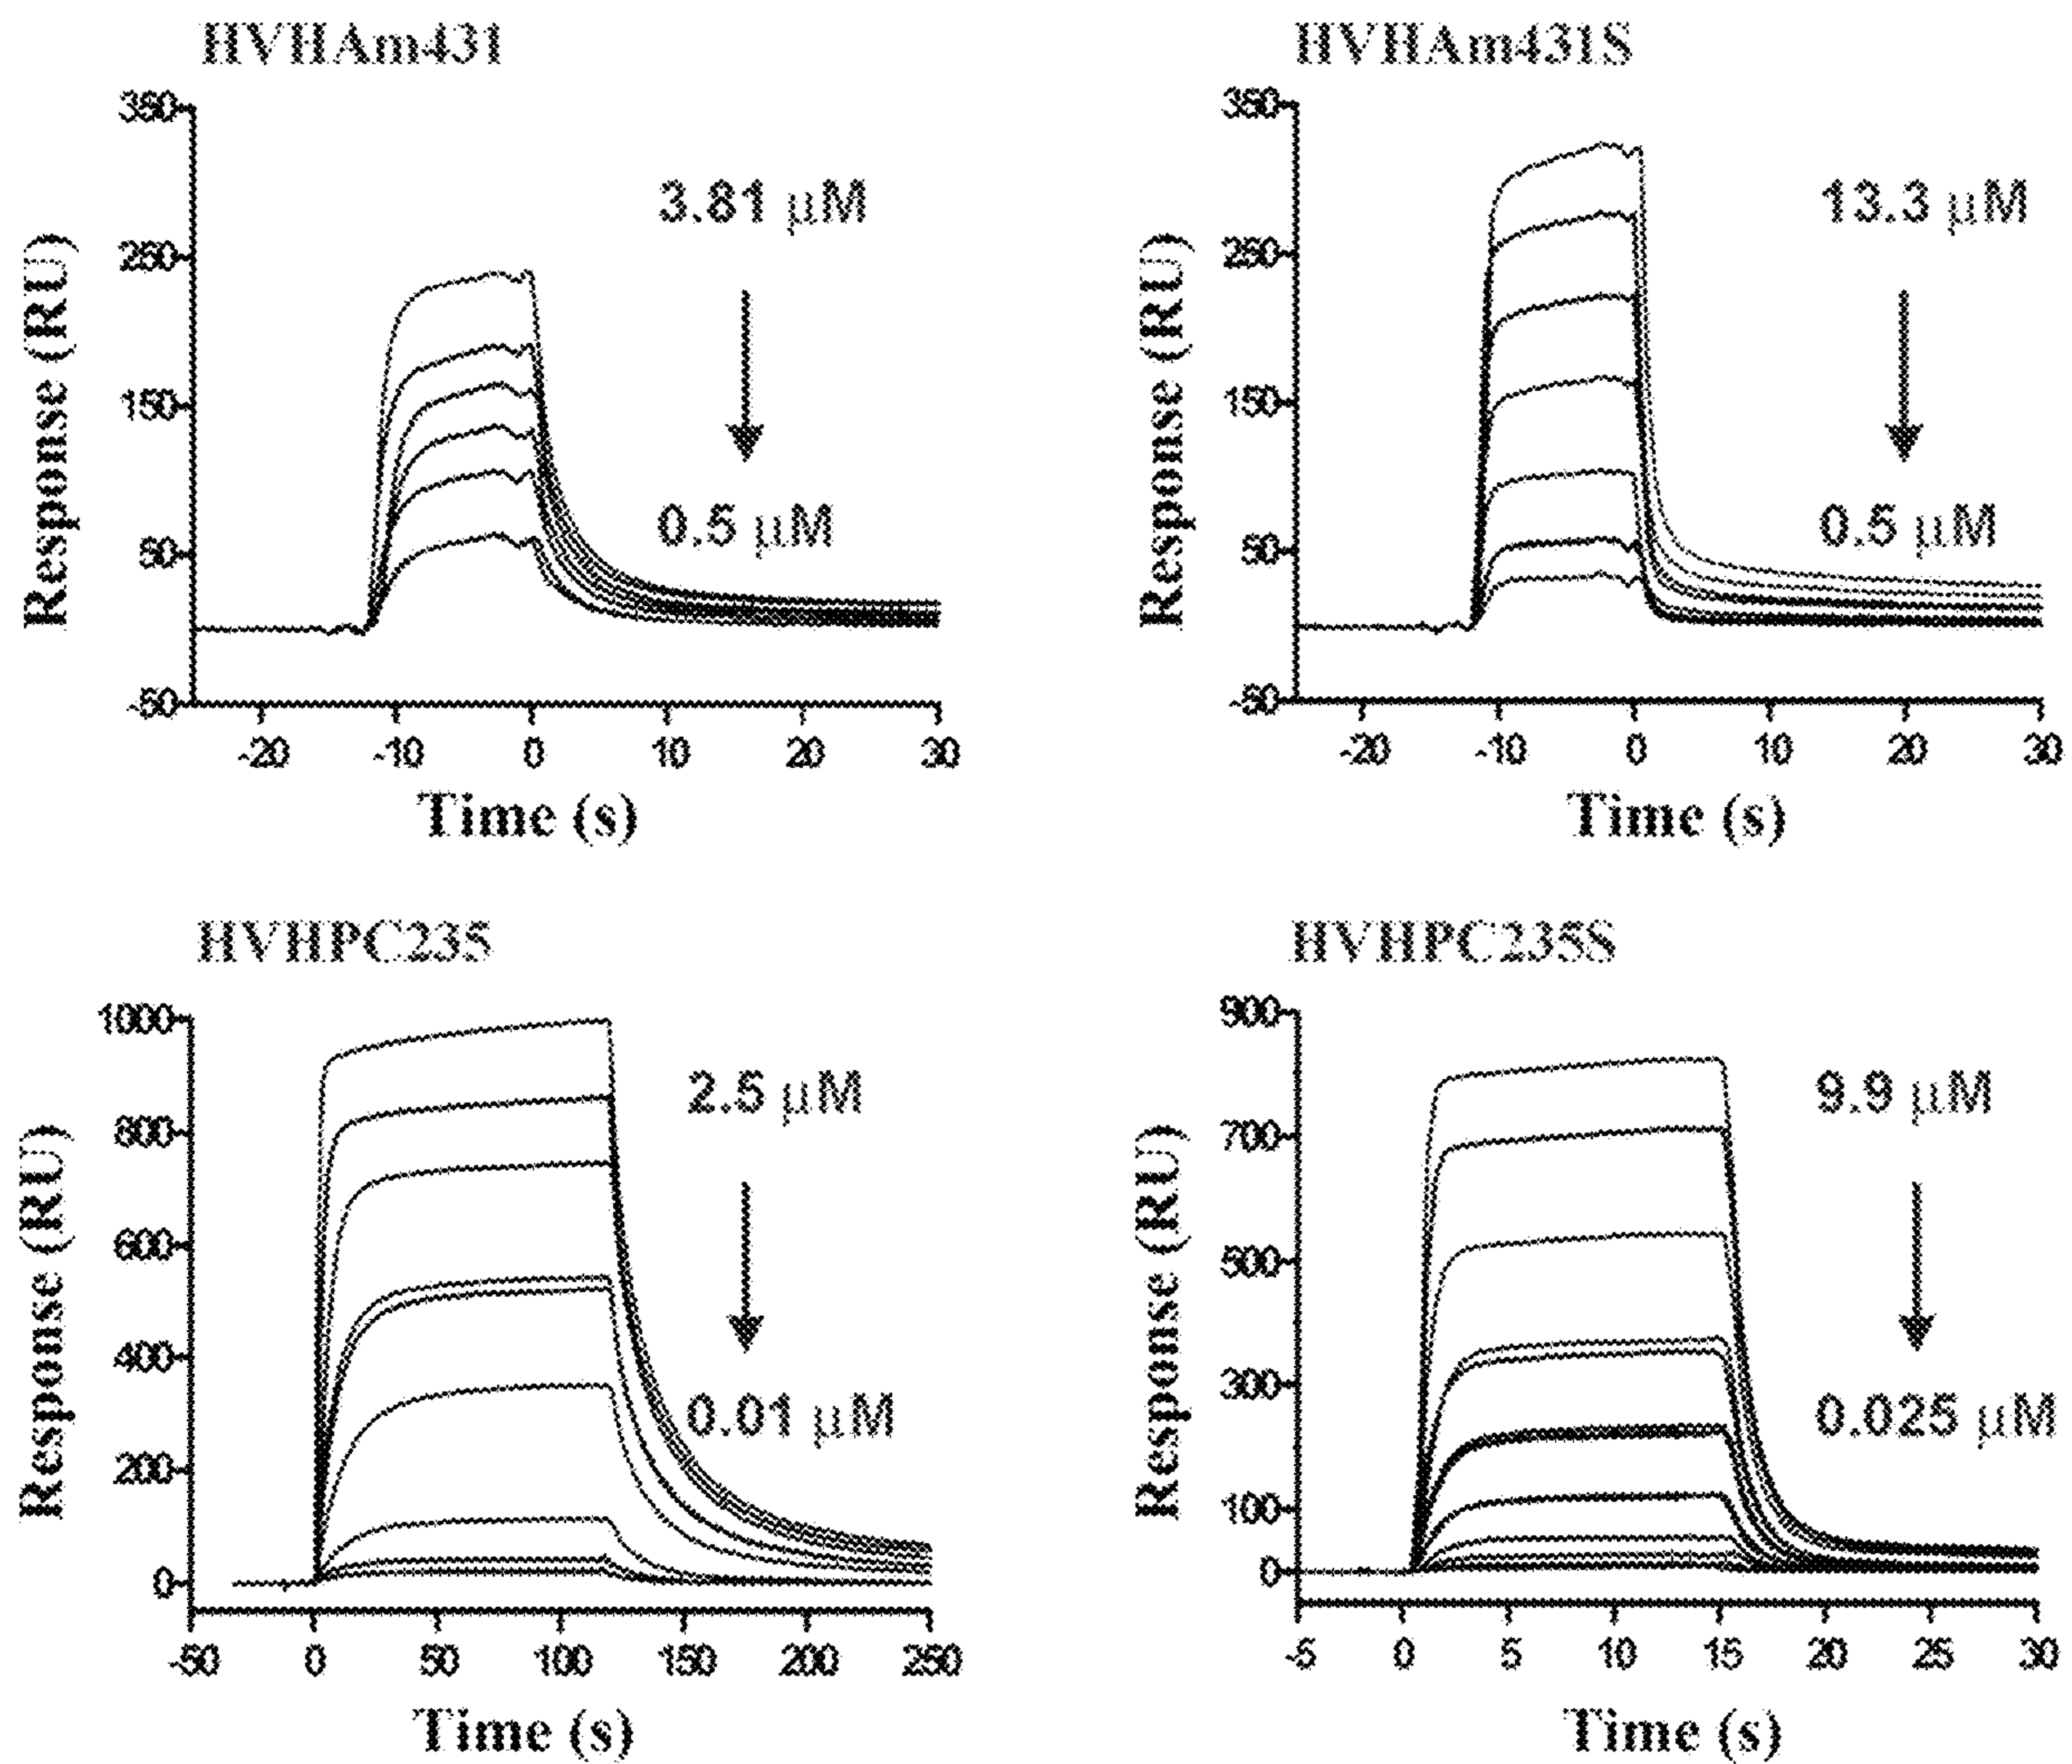 HVHAm431
350
250
150
50
-50
Response (RU)
3.81 µM
0.5 µM
-20 -10 0 10 20 30
Time (s)
HVHAm431S
350
250
150
50
-50
Response (RU)
13.3 µM
0.5 µM
-20 -10 0 10 20 30
Time (s)
HVHPC235
1000
800
600
400
200
0
Response (RU)
2.5 µM
0.01 µM
-50 0 50 100 150 200 250
Time (s)
HVHPC235S
900
700
500
300
100
0
Response (RU)
9.9 µM
0.025 µM
-5 0 5 10 15 20 25 30
Time (s)